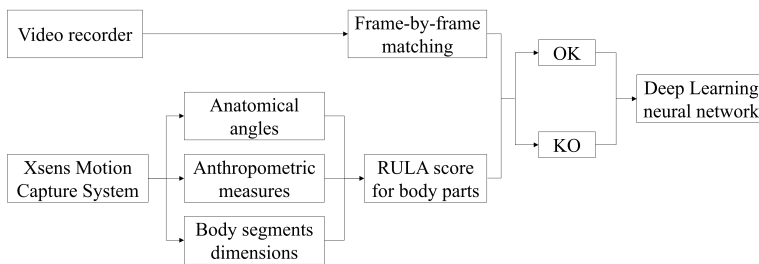 Video recorder
Frame-by-frame
matching
OK
KO
Deep Learning
neural network
Anatomical
angles
Xsens Motion
Capture System
Anthropometric
measures
RULA score
for body parts
Body segments
dimensions